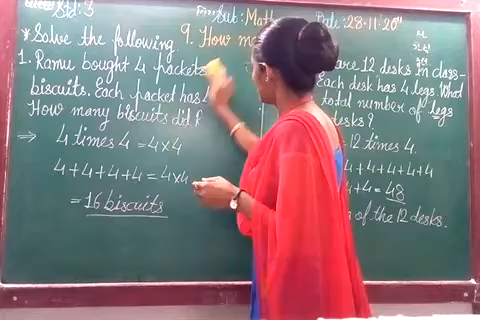 Std: 3
Sub: Math
Date: 28-11-20
* Solve the following
9. How ma
1. Ramu bought 4 packets
biscuits. Each packet has 4
How many biscuits did R
⇒ 4 times 4 = 4×4
4+4+4+4 = 4×4
= 16 biscuits
are 12 desks in class-
Each desk has 4 legs. What
total number of legs
desks?
12 times 4.
4+4+4+4+4
+4 = 48
of the 12 desks.